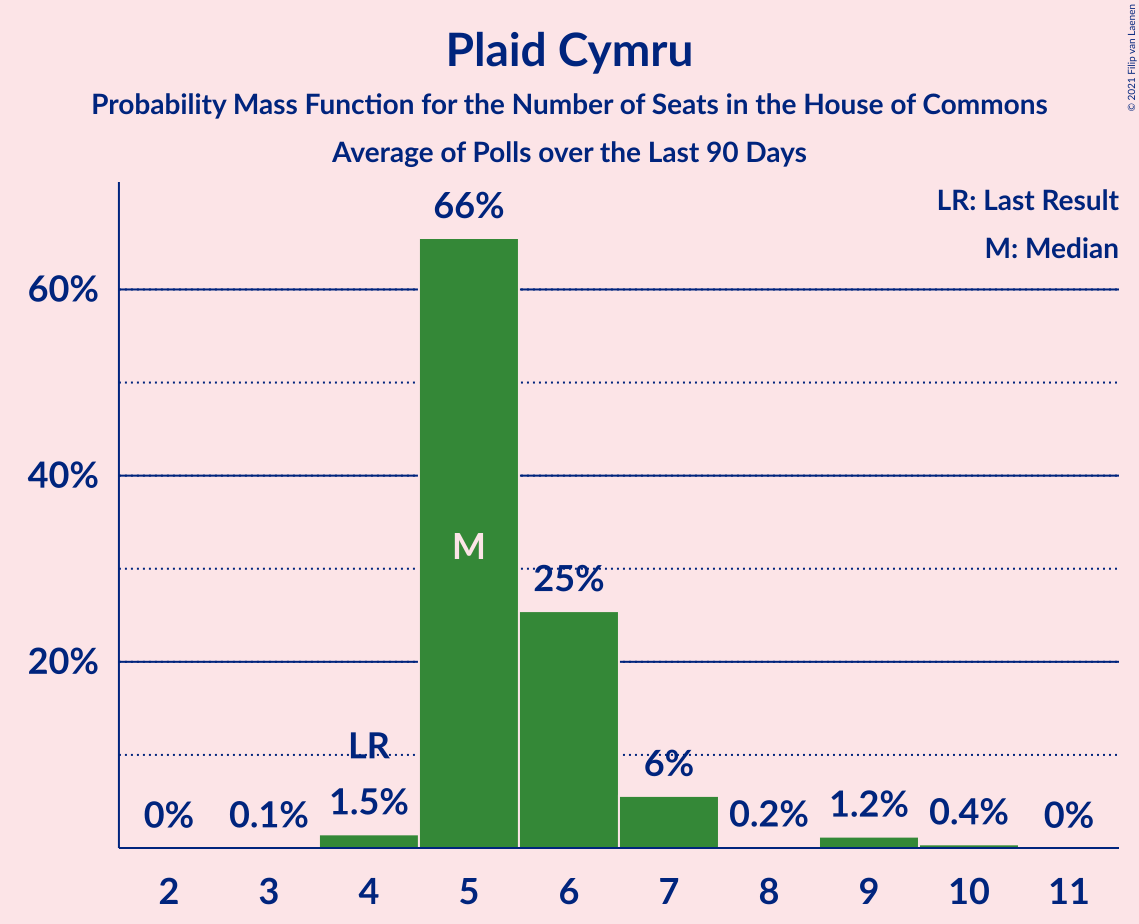 Plaid Cymru
Probability Mass Function for the Number of Seats in the House of Commons
Average of Polls over the Last 90 Days
© 2021 Filip van Laenen
LR: Last Result
M: Median
66%
60%
40%
M
25%
20%
LR
6%
0%
0.1%
1.5%
0.2%
1.2%
0.4%
0%
2 3 4 5 6 7 8 9 10 11